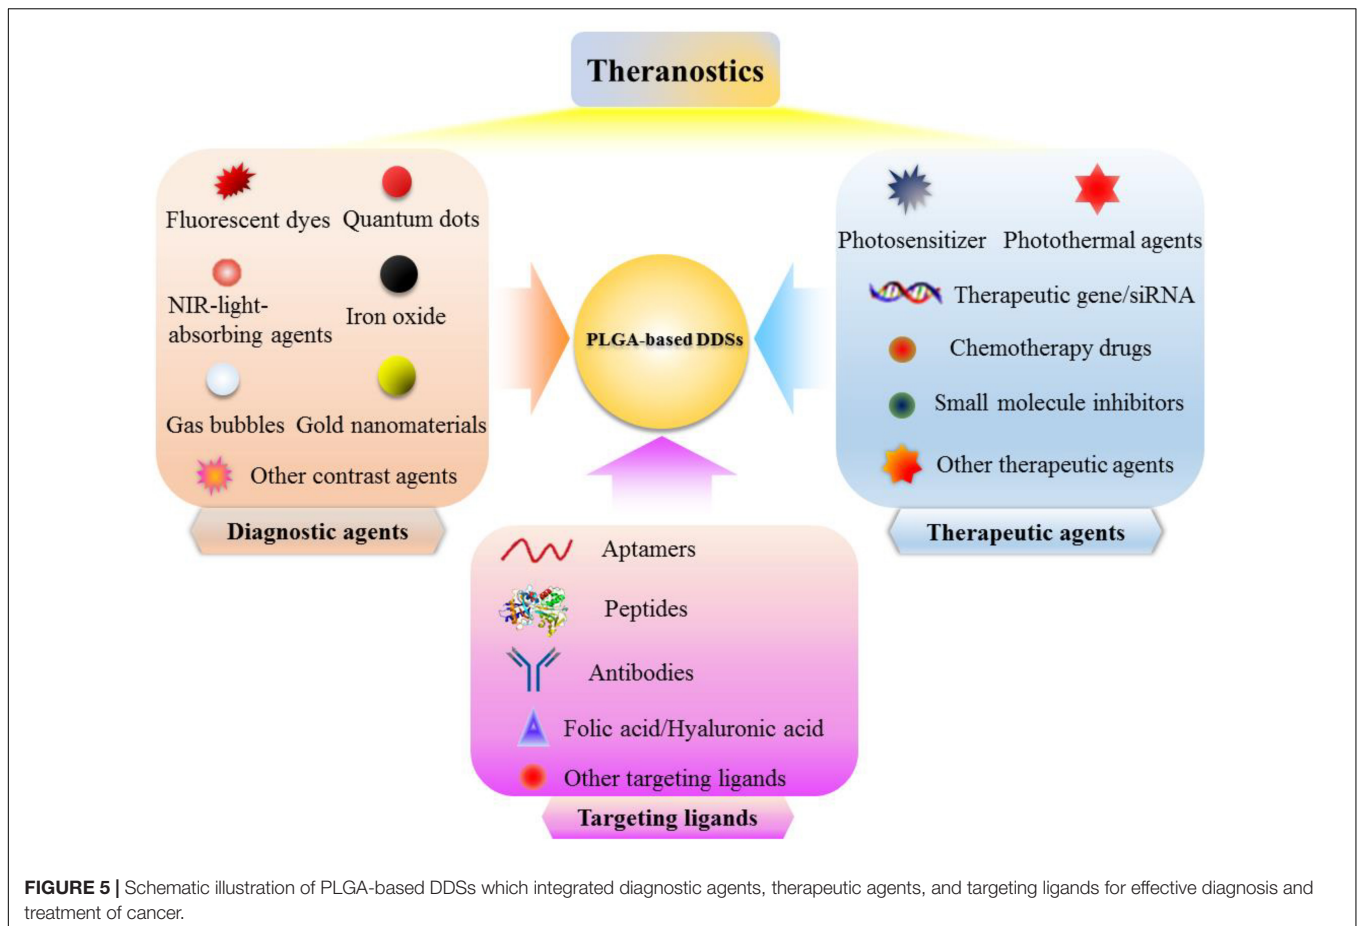 Theranostics
Fluorescent dyes
Quantum dots
NIR-light-
absorbing agents
Iron oxide
Gas bubbles
Gold nanomaterials
Other contrast agents
Diagnostic agents
PLGA-based DDSs
Photosensitizer
Photothermal agents
Therapeutic gene/siRNA
Chemotherapy drugs
Small molecule inhibitors
Other therapeutic agents
Therapeutic agents
Aptamers
Peptides
Antibodies
Folic acid/Hyaluronic acid
Other targeting ligands
Targeting ligands
FIGURE 5 | Schematic illustration of PLGA-based DDSs which integrated diagnostic agents, therapeutic agents, and targeting ligands for effective diagnosis and
treatment of cancer.